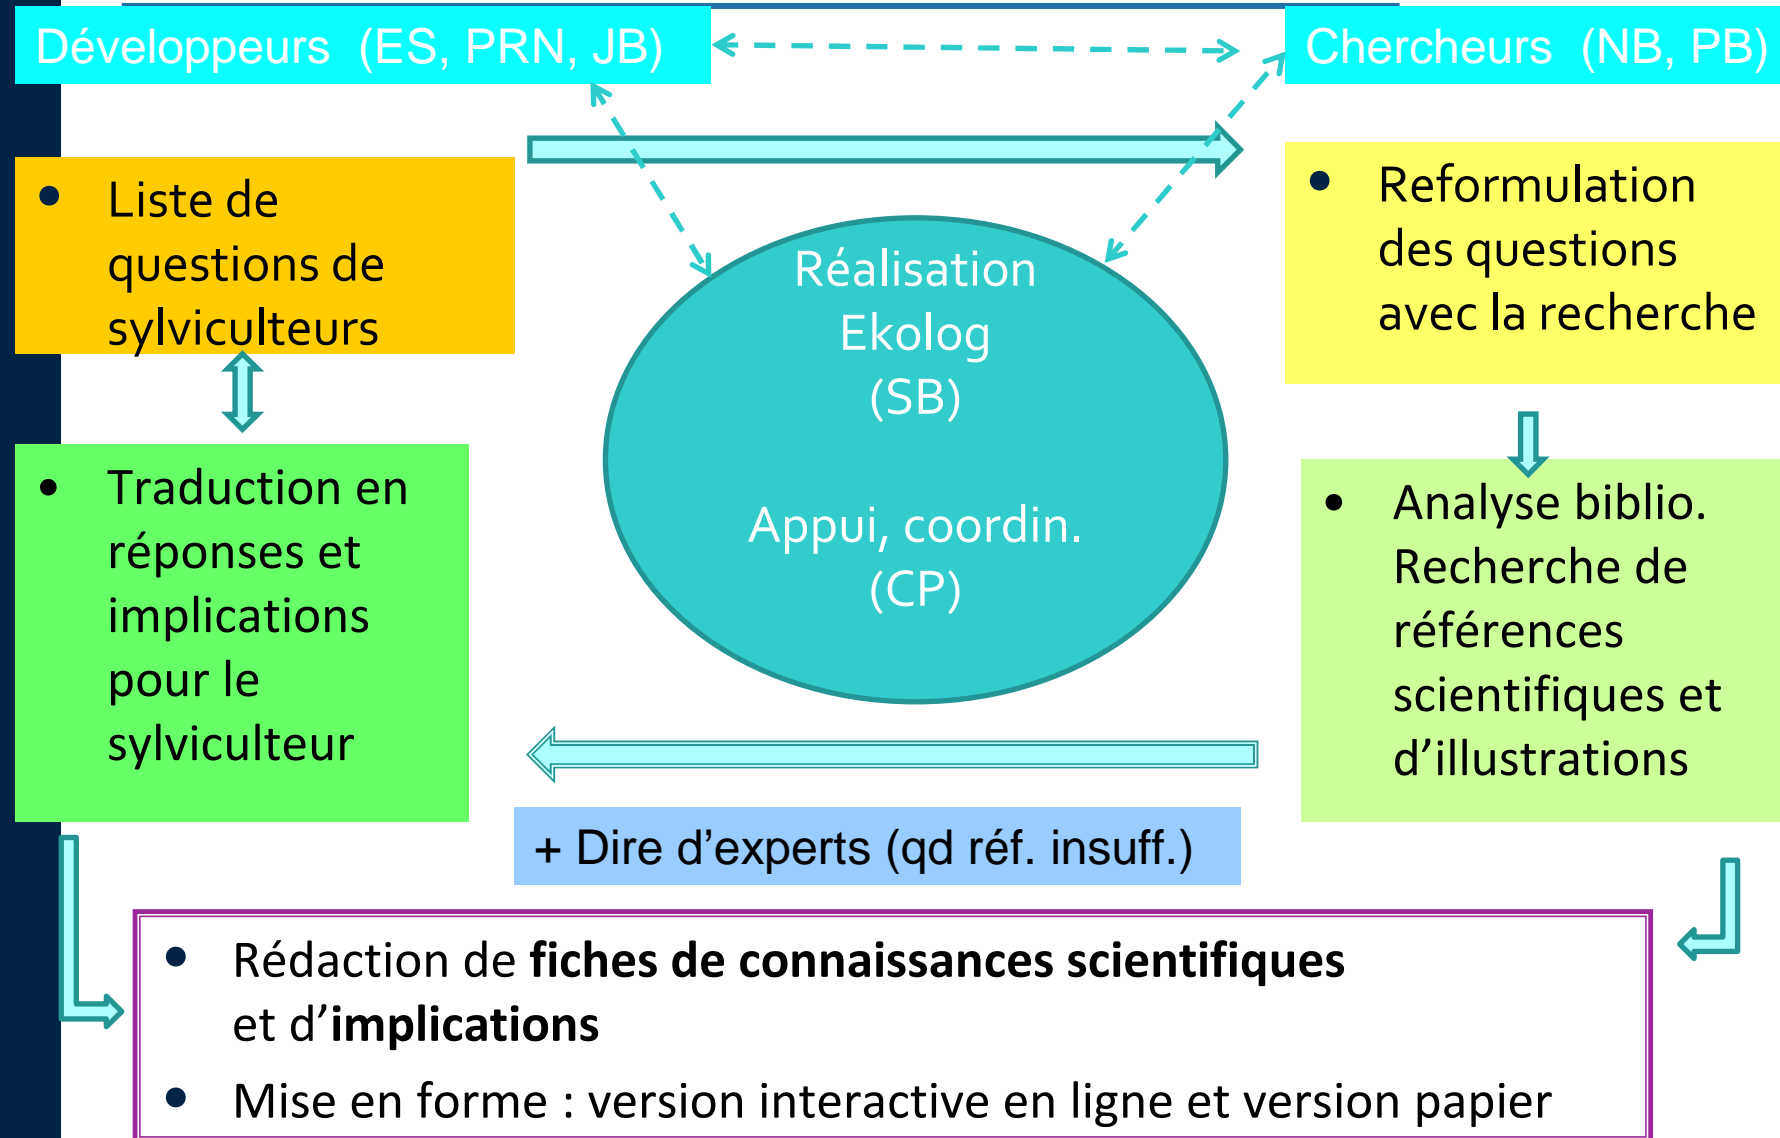 Développeurs (ES, PRN, JB)
Chercheurs (NB, PB)
• Liste de
questions de
sylviculteurs
• Reformulation
des questions
avec la recherche
Réalisation
Ekolog
(SB)
Appui, coordin.
(CP)
• Traduction en
réponses et
implications
pour le
sylviculteur
• Analyse biblio.
Recherche de
références
scientifiques et
d’illustrations
+ Dire d’experts (qd réf. insuff.)
• Rédaction de fiches de connaissances scientifiques
et d’implications
• Mise en forme : version interactive en ligne et version papier